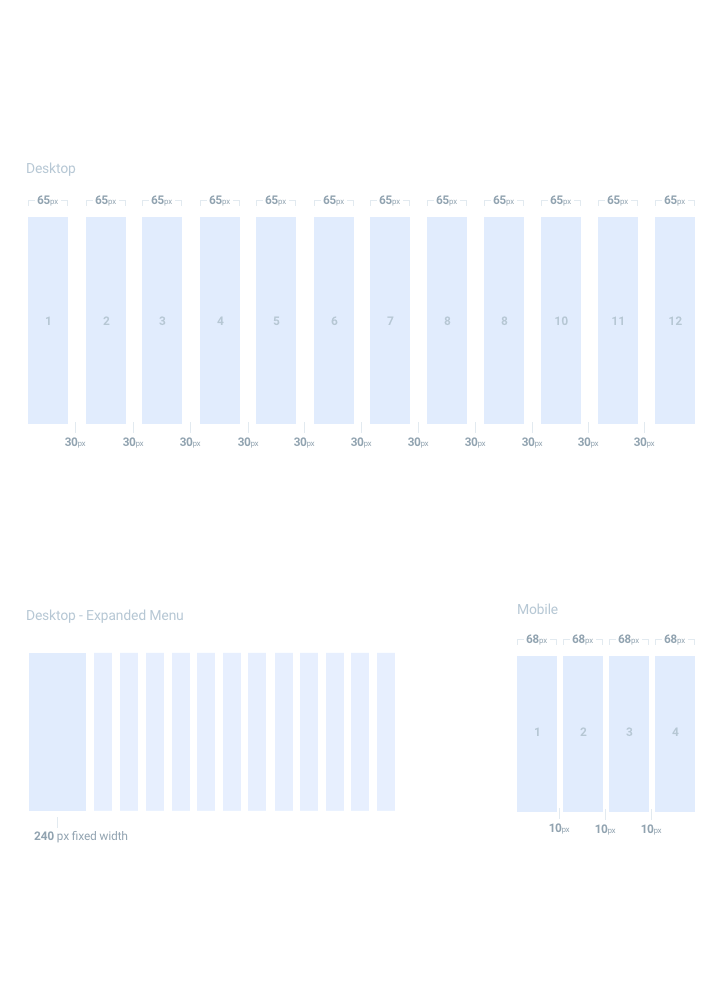 Desktop
65px 65px 65px 65px 65px 65px 65px 65px 65px 65px 65px 65px
1 2 3 4 5 6 7 8 8 10 11 12
30px 30px 30px 30px 30px 30px 30px 30px 30px 30px 30px
Desktop - Expanded Menu
240 px fixed width
Mobile
68px 68px 68px 68px
1 2 3 4
10px 10px 10px